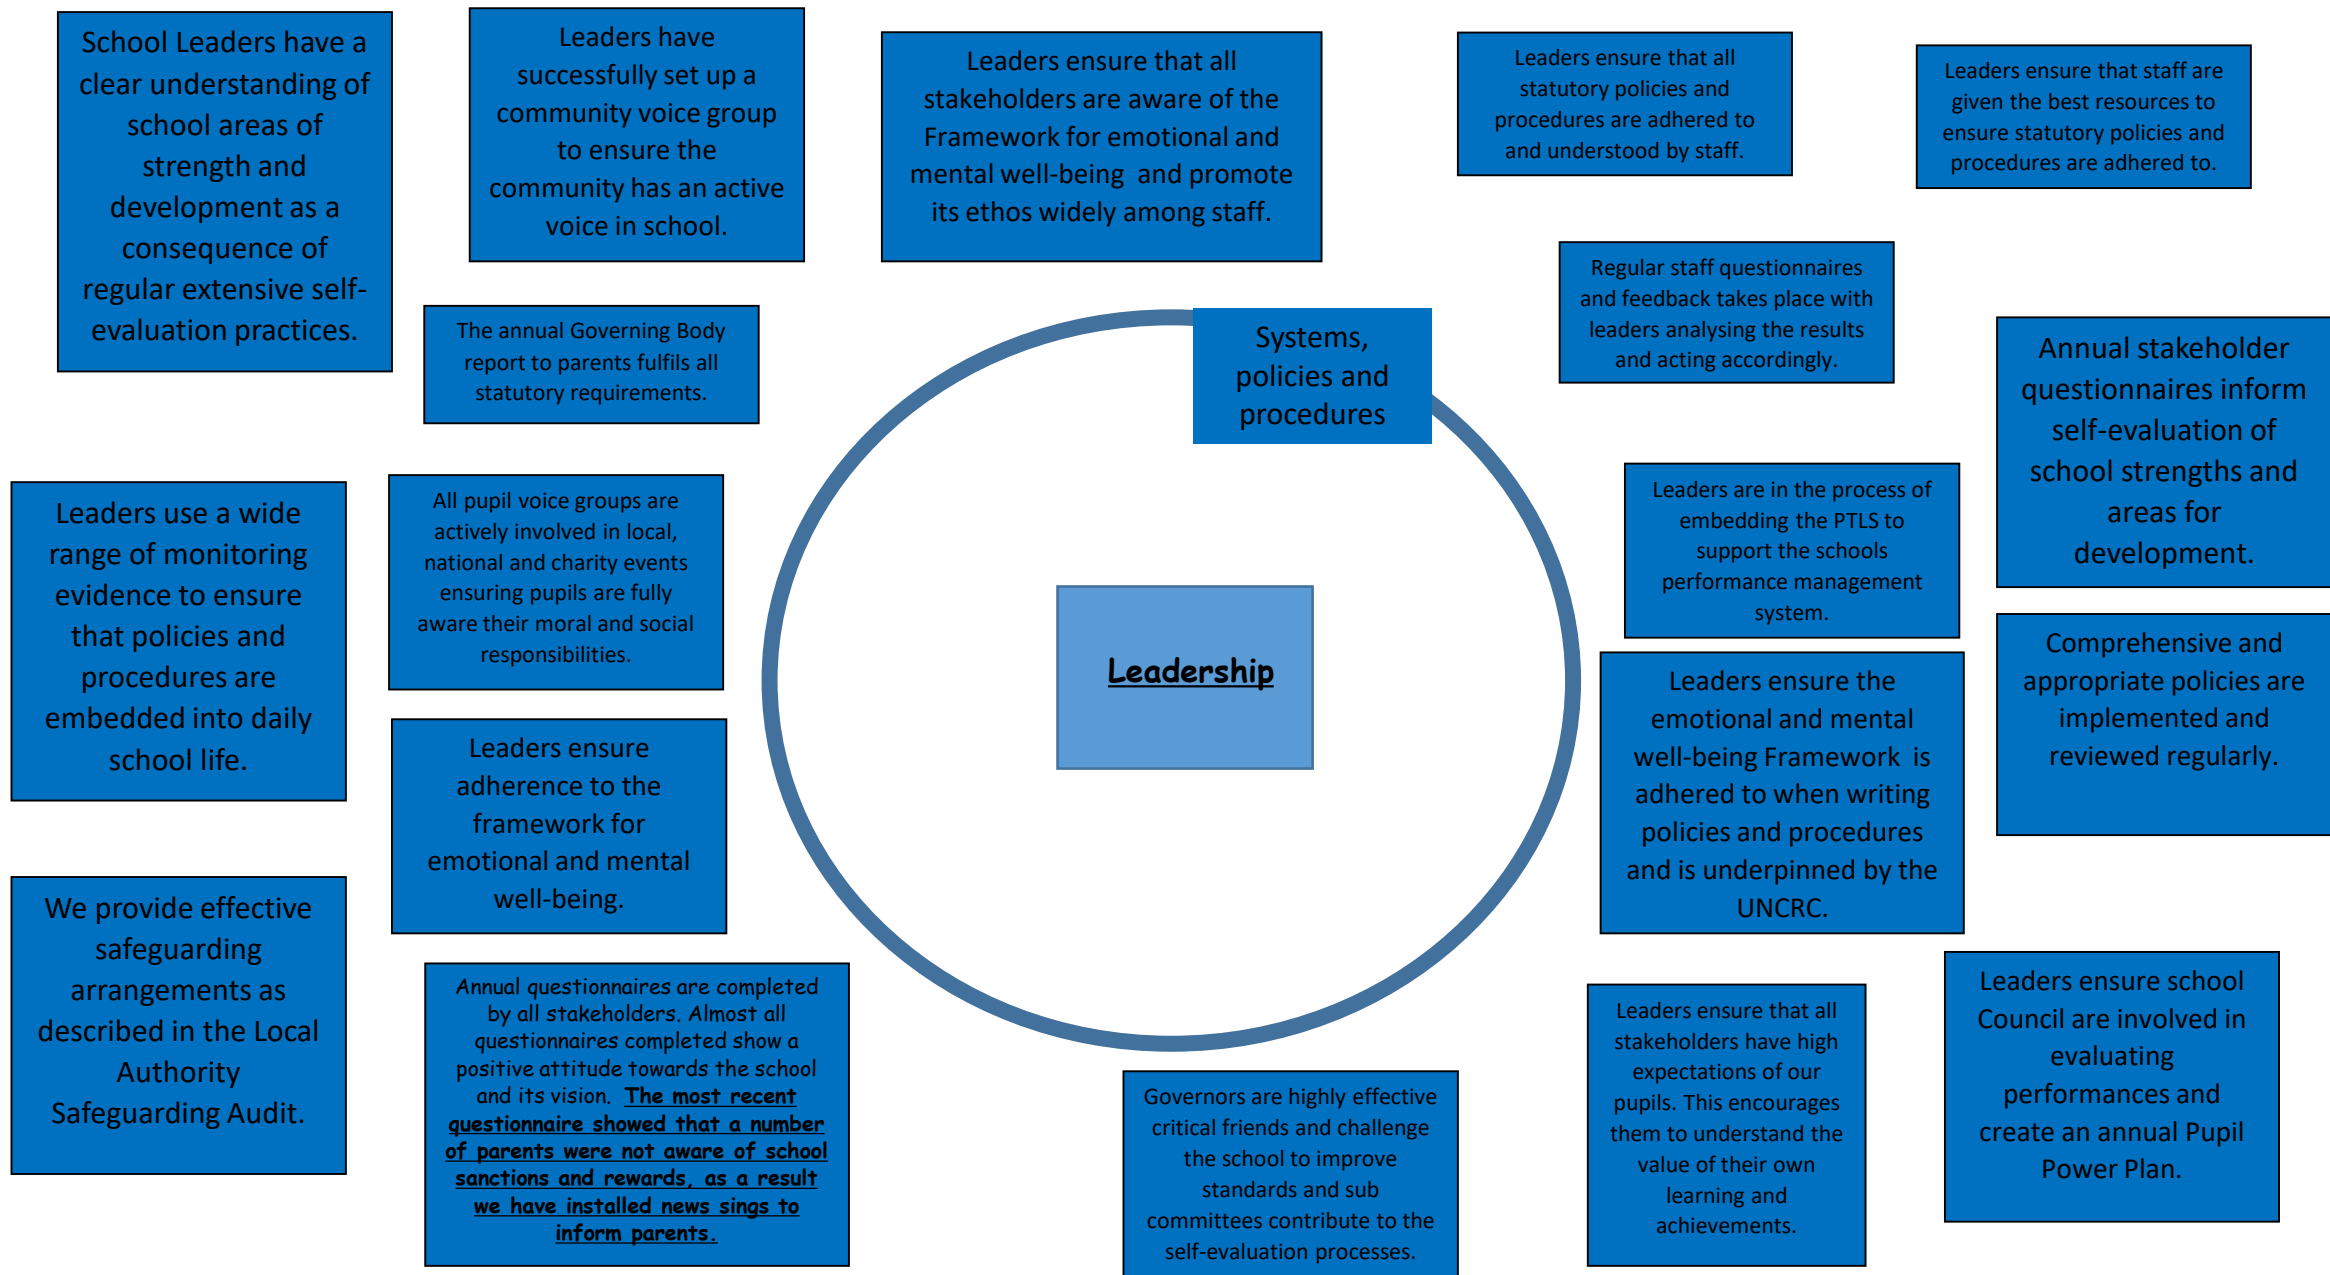 School Leaders have a
clear understanding of
school areas of
strength and
development as a
consequence of
regular extensive self-
evaluation practices.
Leaders have
successfully set up a
community voice group
to ensure the
community has an active
voice in school.
Leaders ensure that all
stakeholders are aware of the
Framework for emotional and
mental well-being and promote
its ethos widely among staff.
Leaders ensure that all
statutory policies and
procedures are adhered to
and understood by staff.
Leaders ensure that staff are
given the best resources to
ensure statutory policies and
procedures are adhered to.
Regular staff questionnaires
and feedback takes place with
leaders analysing the results
and acting accordingly.
The annual Governing Body
report to parents fulfils all
statutory requirements.
Systems,
policies and
procedures
Annual stakeholder
questionnaires inform
self-evaluation of
school strengths and
areas for
development.
Leaders use a wide
range of monitoring
evidence to ensure
that policies and
procedures are
embedded into daily
school life.
All pupil voice groups are
actively involved in local,
national and charity events
ensuring pupils are fully
aware their moral and social
responsibilities.
Leaders are in the process of
embedding the PTLS to
support the schools
performance management
system.
Leadership
Comprehensive and
appropriate policies are
implemented and
reviewed regularly.
Leaders ensure the
emotional and mental
well-being Framework is
adhered to when writing
policies and procedures
and is underpinned by the
UNCRC.
Leaders ensure
adherence to the
framework for
emotional and mental
well-being.
We provide effective
safeguarding
arrangements as
described in the Local
Authority
Safeguarding Audit.
Annual questionnaires are completed
by all stakeholders. Almost all
questionnaires completed show a
positive attitude towards the school
and its vision. The most recent
questionnaire showed that a number
of parents were not aware of school
sanctions and rewards, as a result
we have installed news sings to
inform parents.
Governors are highly effective
critical friends and challenge
the school to improve
standards and sub
committees contribute to the
self-evaluation processes.
Leaders ensure that all
stakeholders have high
expectations of our
pupils. This encourages
them to understand the
value of their own
learning and
achievements.
Leaders ensure school
Council are involved in
evaluating
performances and
create an annual Pupil
Power Plan.